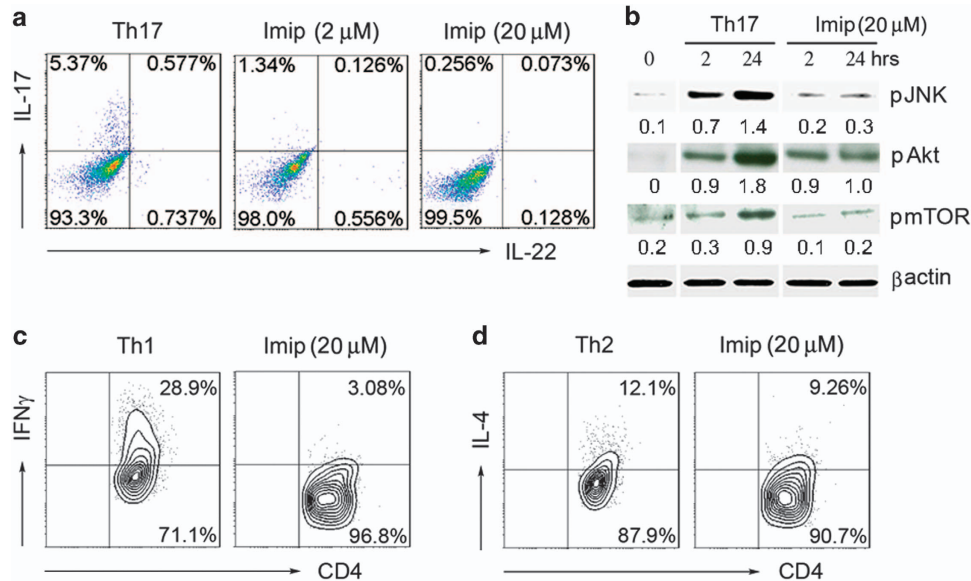 a
Th17 Imip (2 μM) Imip (20 μM)
IL-17
5.37% 0.577% 1.34% 0.126% 0.256% 0.073%
93.3% 0.737% 98.0% 0.556% 99.5% 0.128%
IL-22
b
Th17 Imip (20 μM)
0 2 24 2 24 hrs
pJNK
0.1 0.7 1.4 0.2 0.3
pAkt
0 0.9 1.8 0.9 1.0
pmTOR
0.2 0.3 0.9 0.1 0.2
βactin
c
Th1 Imip (20 μM)
IFNγ
28.9% 3.08%
71.1% 96.8%
CD4
d
Th2 Imip (20 μM)
IL-4
12.1% 9.26%
87.9% 90.7%
CD4